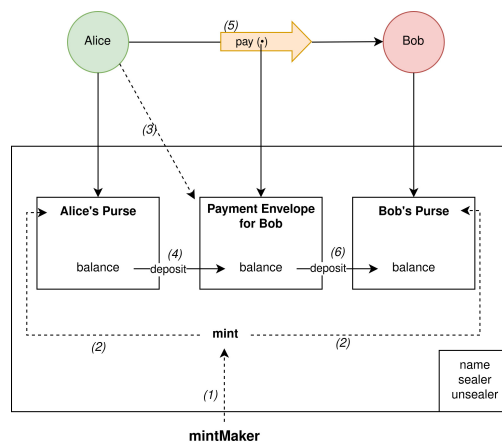 (5)
Alice
pay (•)
Bob
(3)
Alice's Purse
Payment Envelope
for Bob
Bob's Purse
(4)
(6)
balance
deposit
balance
deposit
balance
mint
(2)
(2)
name
sealer
unsealer
(1)
mintMaker